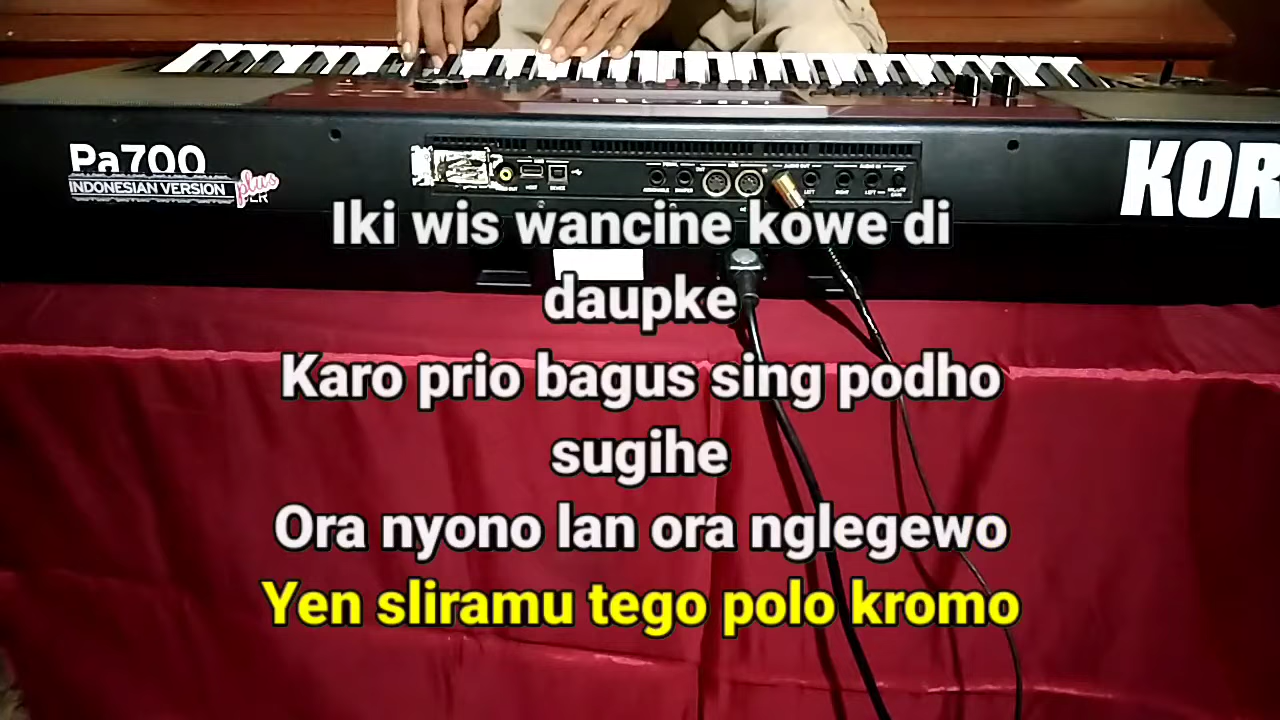 Pa700
INDONESIAN VERSION plus
KOR
Iki wis wancine kowe di
daupke
Karo prio bagus sing podho
sugihe
Ora nyono lan ora nglegewo
Yen sliramu tego polo kromo